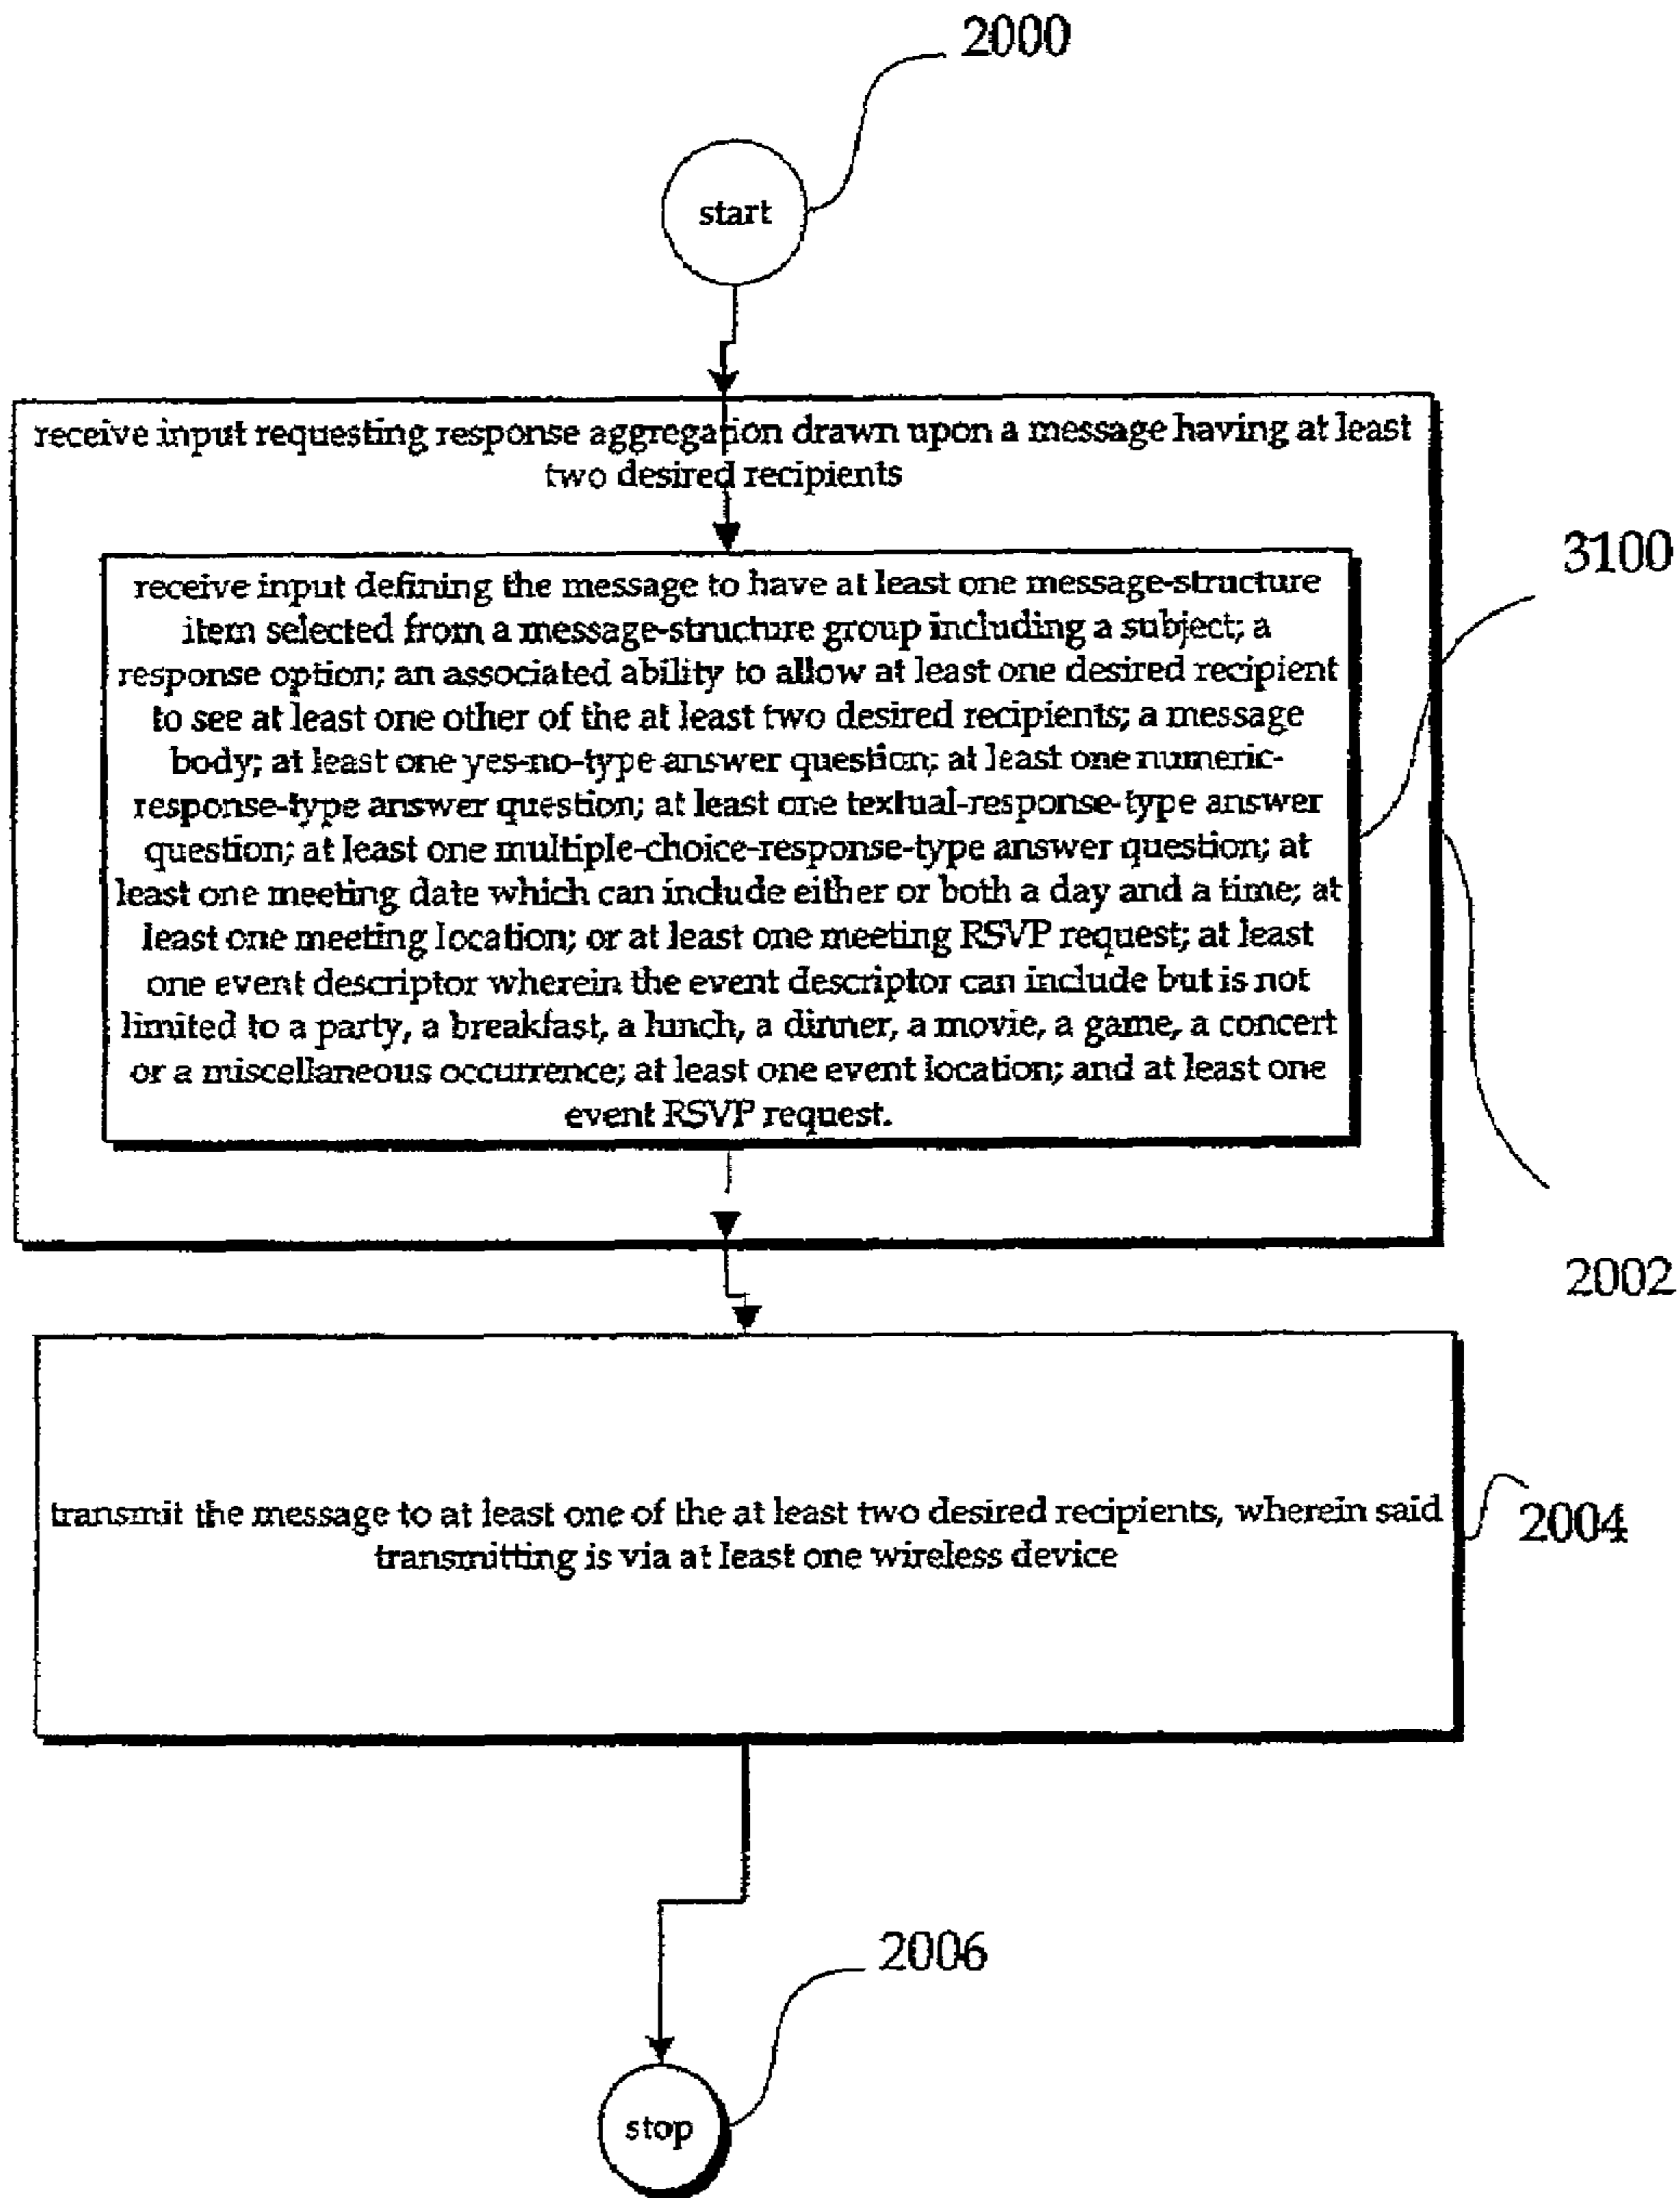 2000
start
receive input requesting response aggregation drawn upon a message having at least
two desired recipients
3100
receive input defining the message to have at least one message-structure
item selected from a message-structure group including a subject; a
response option; an associated ability to allow at least one desired recipient
to see at least one other of the at least two desired recipients; a message
body; at least one yes-no-type answer question; at least one numeric-
response-type answer question; at least one textual-response-type answer
question; at least one multiple-choice-response-type answer question; at
least one meeting date which can include either or both a day and a time; at
least one meeting location; or at least one meeting RSVP request; at least
one event descriptor wherein the event descriptor can include but is not
limited to a party, a breakfast, a lunch, a dinner, a movie, a game, a concert
or a miscellaneous occurrence; at least one event location; and at least one
event RSVP request.
2002
transmit the message to at least one of the at least two desired recipients, wherein said
transmitting is via at least one wireless device
2004
2006
stop